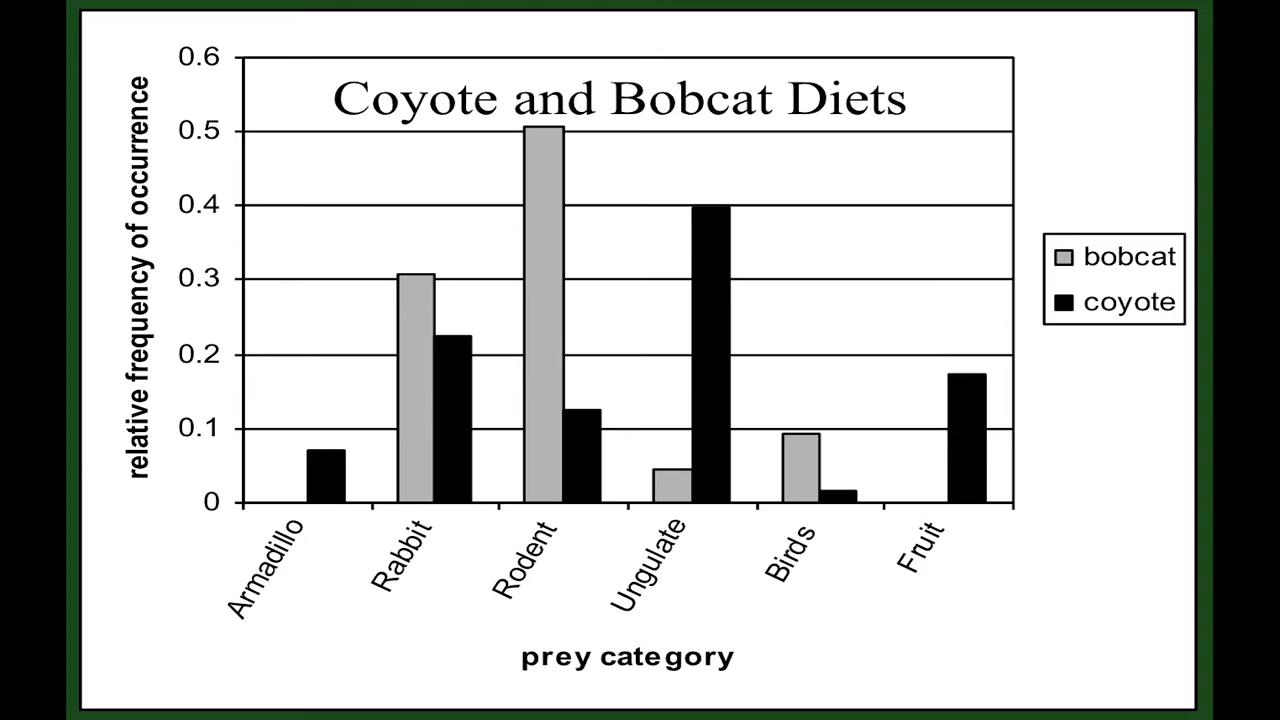 Coyote and Bobcat Diets
relative frequency of occurrence
0.6
0.5
0.4
0.3
0.2
0.1
0
Armadillo
Rabbit
Rodent
Ungulate
Birds
Fruit
prey category
bobcat
coyote